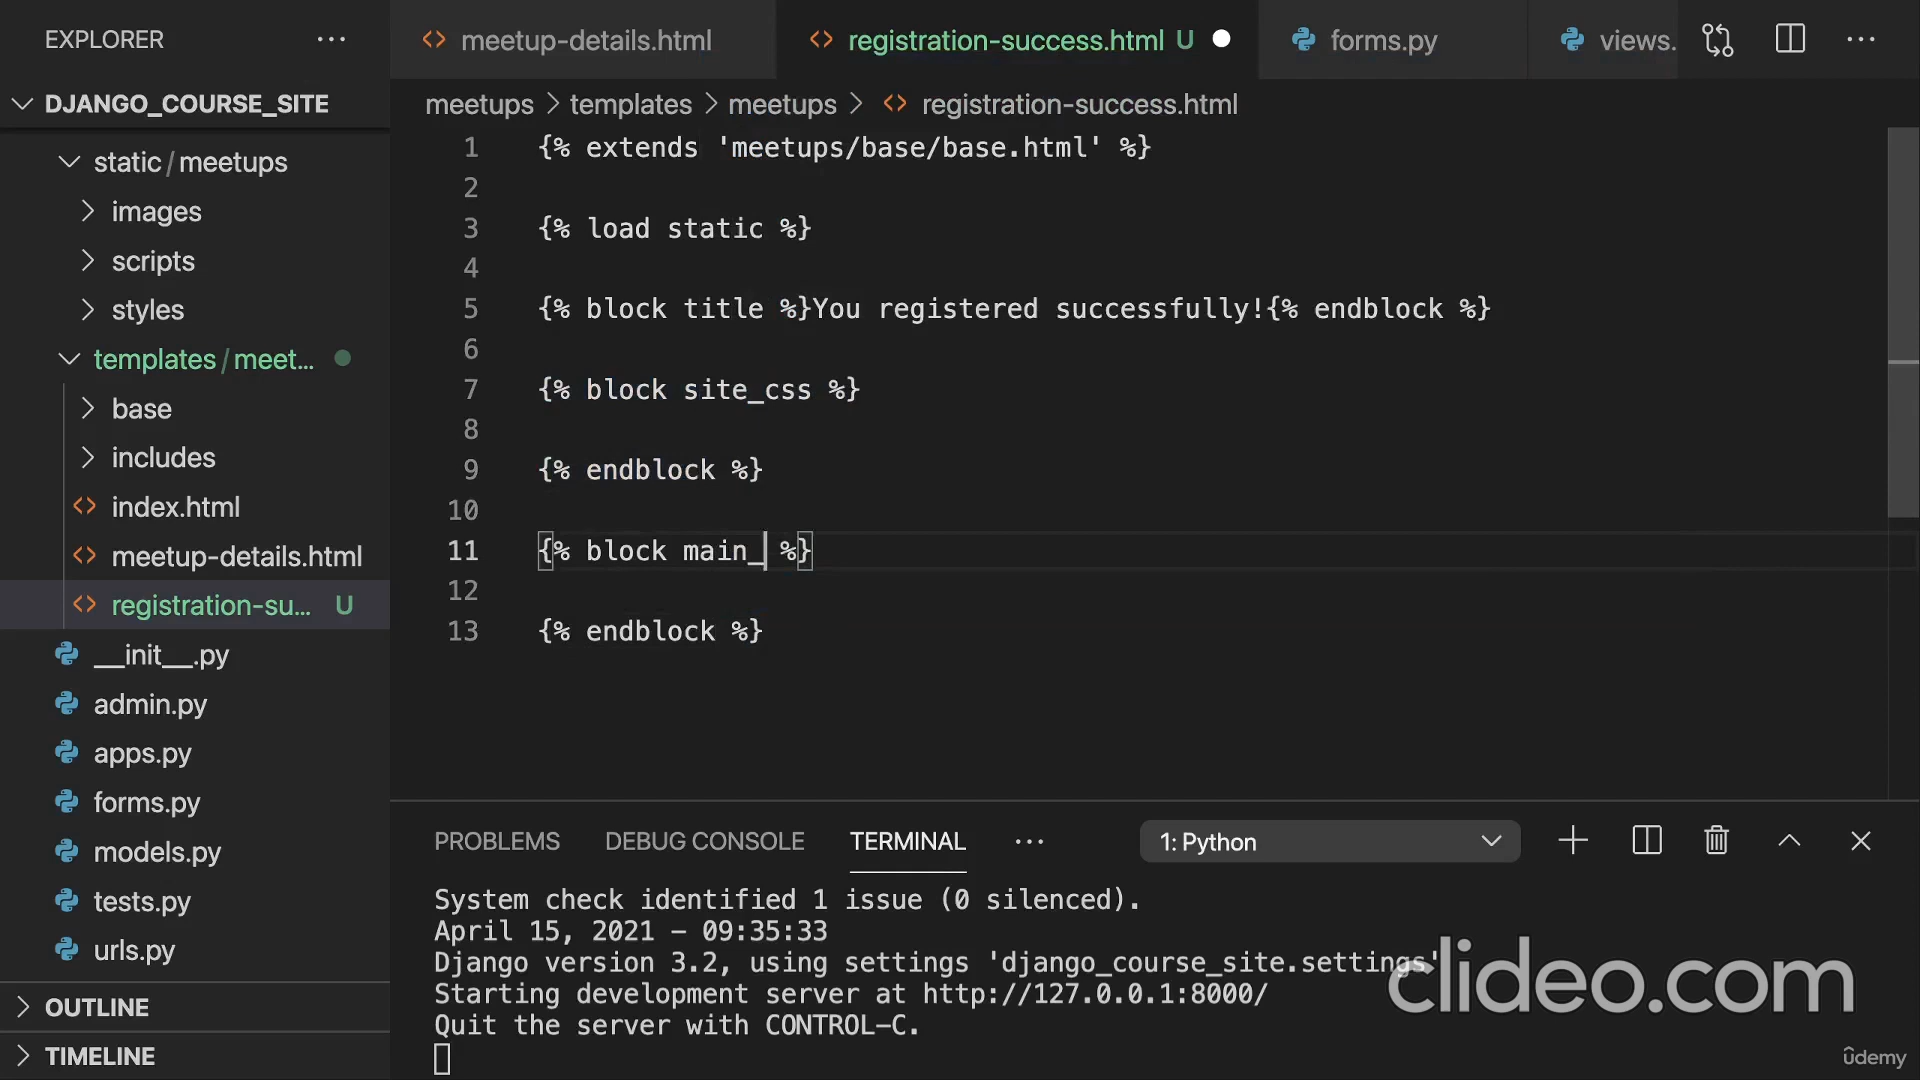 EXPLORER
DJANGO_COURSE_SITE
static/meetups
images
scripts
styles
templates/meet...
base
includes
index.html
meetup-details.html
registration-su... U
__init__.py
admin.py
apps.py
forms.py
models.py
tests.py
urls.py
OUTLINE
TIMELINE
meetup-details.html
registration-success.html U
forms.py
views.
meetups > templates > meetups > registration-success.html
1 {% extends 'meetups/base/base.html' %}
2
3 {% load static %}
4
5 {% block title %}You registered successfully!{% endblock %}
6
7 {% block site_css %}
8
9 {% endblock %}
10
11 {% block main_ %}
12
13 {% endblock %}
PROBLEMS DEBUG CONSOLE TERMINAL ... 1: Python
System check identified 1 issue (0 silenced).
April 15, 2021 - 09:35:33
Django version 3.2, using settings 'django_course_site.settings'
Starting development server at http://127.0.0.1:8000/
Quit the server with CONTROL-C.
clideo.com
ûdemy